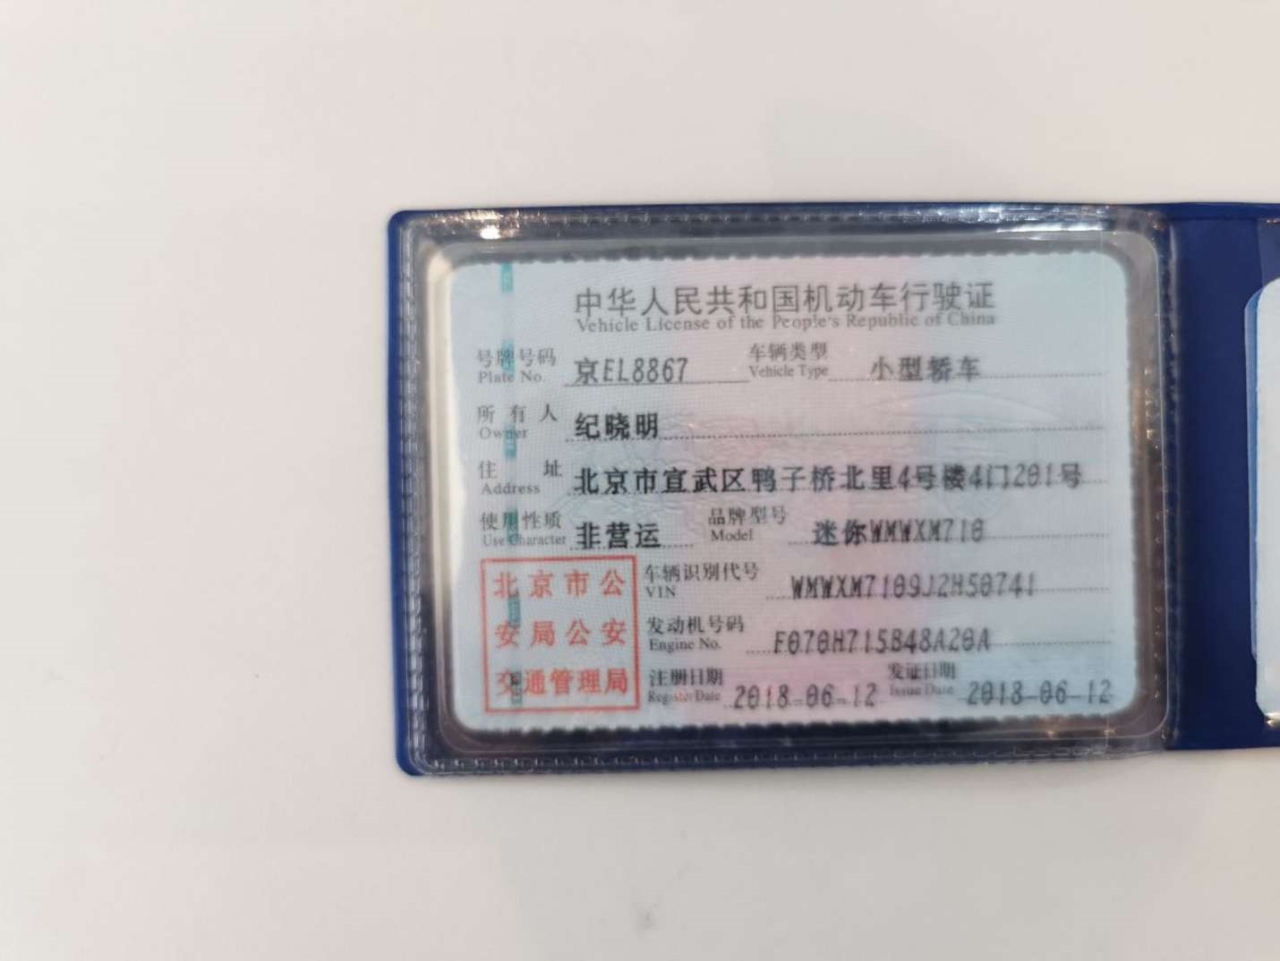 中华人民共和国机动车行驶证
Vehicle License of the People's Republic of China
号牌号码 京EL8867 车辆类型 小型轿车
Plate No. Vehicle Type
所有人 纪晓明
Owner
住址 北京市宣武区鸭子桥北里4号楼4门201号
Address
使用性质 非营运 品牌型号 迷你WMWXM710
Use Character Model
北京市公 车辆识别代号 WMWXM7109J2H50741
VIN
安局公安 发动机号码 F070H715B48A20A
Engine No.
交通管理局 注册日期 2018-06-12 发证日期 2018-06-12
Register Date Issue Date